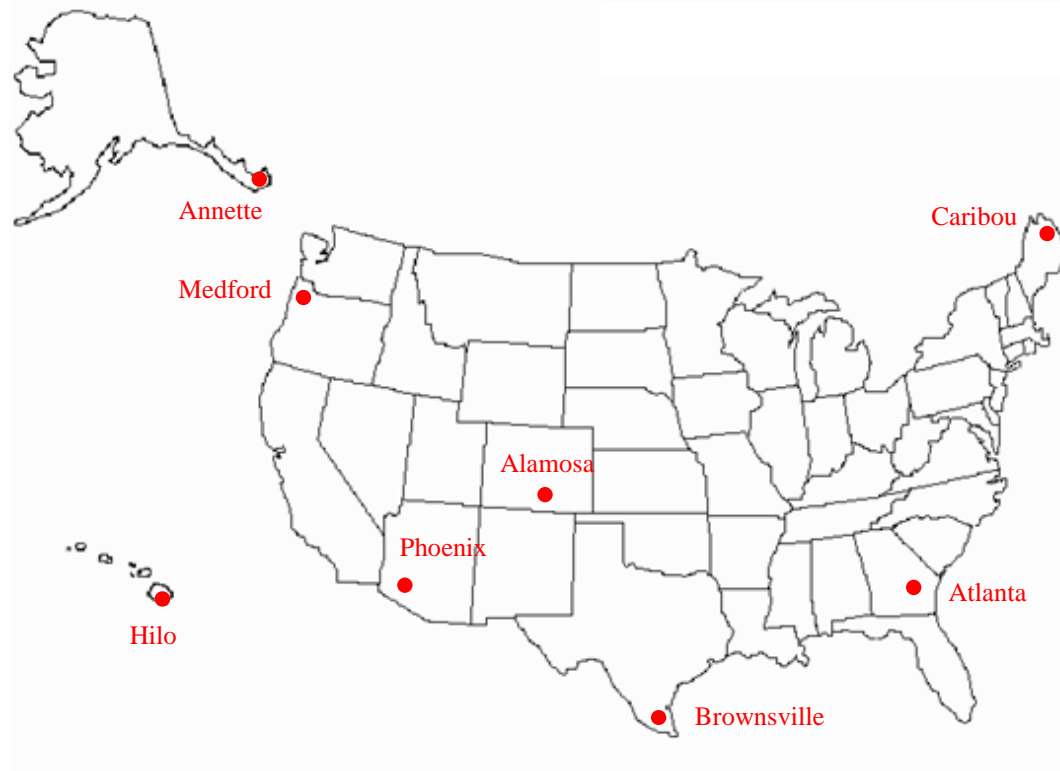 Annette
Caribou
Medford
Alamosa
Phoenix
Atlanta
Hilo
Brownsville